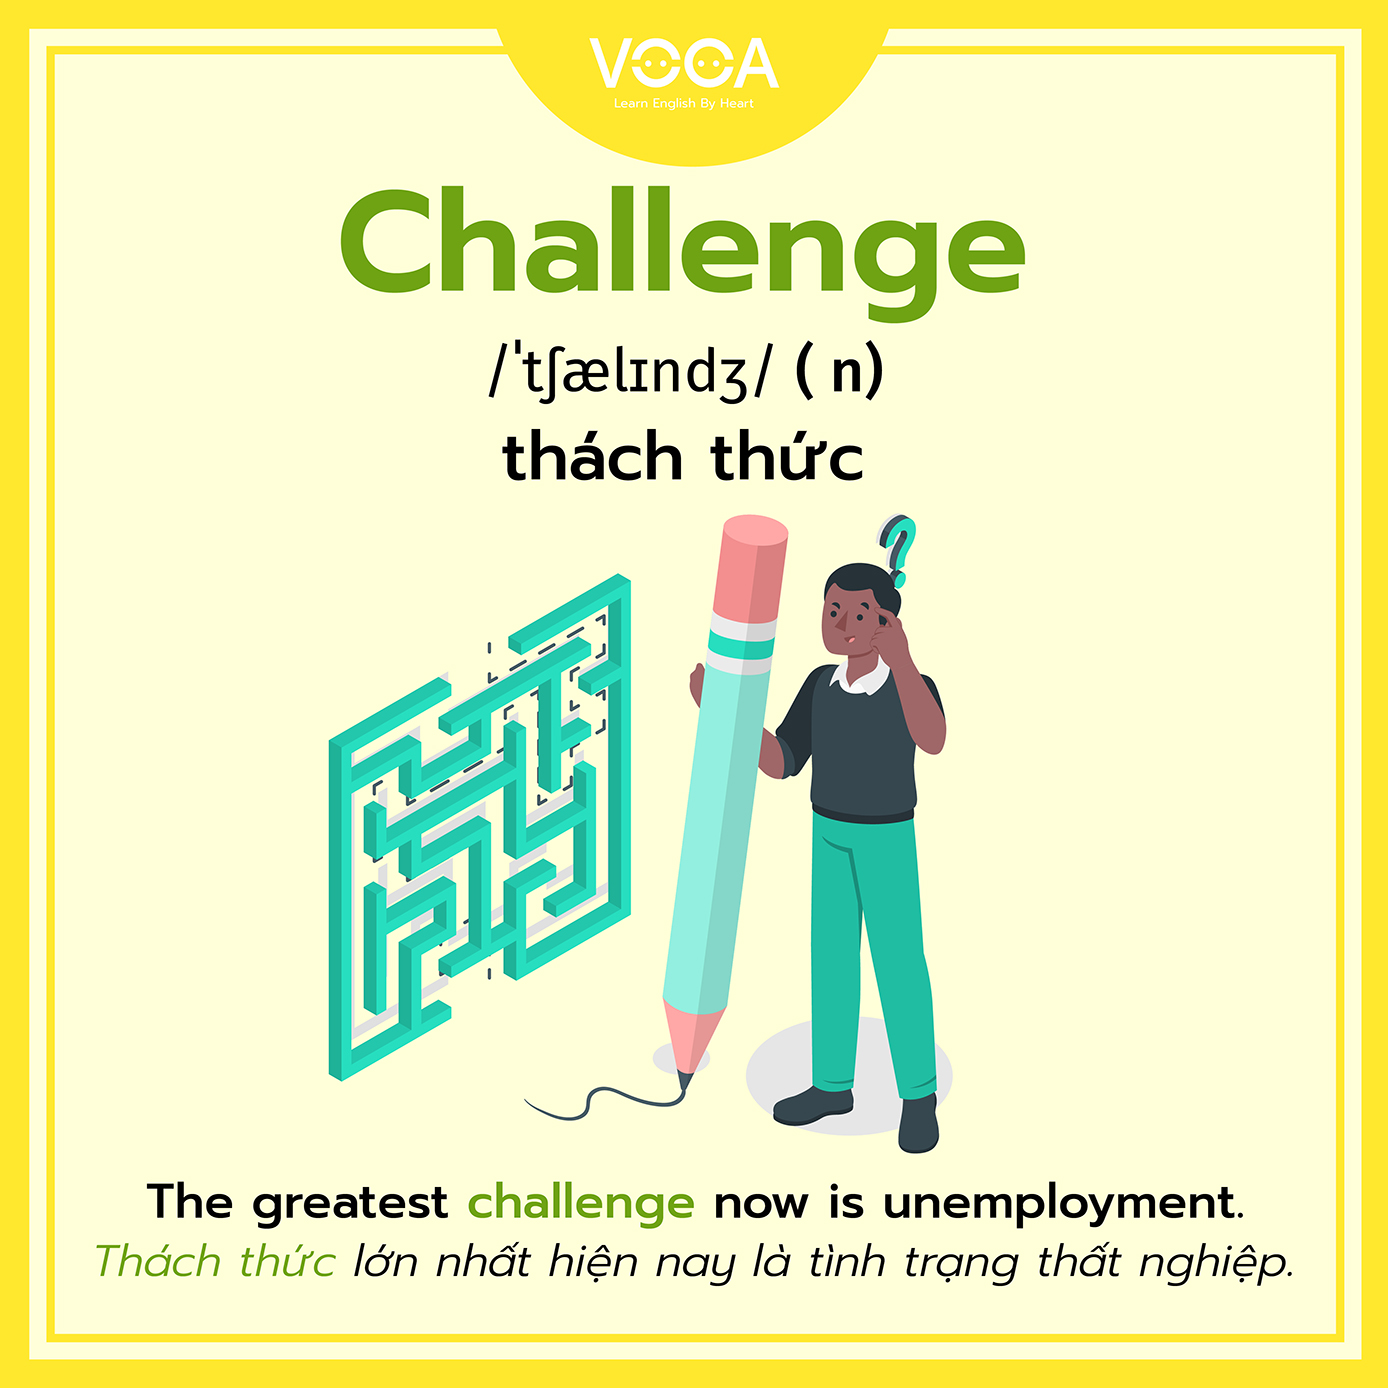 VOCA
Learn English By Heart
Challenge
/ˈtʃælɪndʒ/ ( n)
thách thức
?
The greatest challenge now is unemployment.
Thách thức lớn nhất hiện nay là tình trạng thất nghiệp.